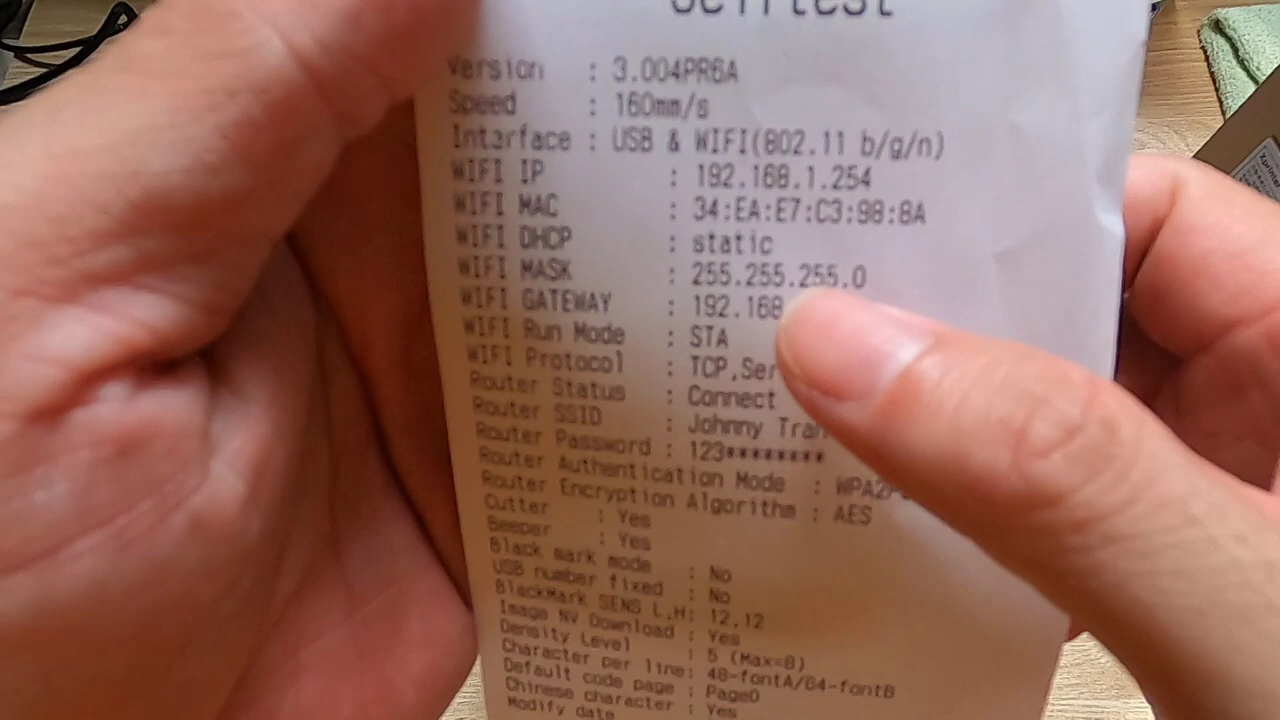 Selftest
Version : 3.004PR6A
Speed : 160mm/s
Interface : USB & WIFI(802.11 b/g/n)
WIFI IP : 192.168.1.254
WIFI MAC : 34:EA:E7:C3:98:8A
WIFI DHCP : static
WIFI MASK : 255.255.255.0
WIFI GATEWAY : 192.168
WIFI Run Mode : STA
WIFI Protocol : TCP,Ser
Router Status : Connect
Router SSID : Johnny Tran
Router Password : 123********
Router Authentication Mode : WPA2P
Router Encryption Algorithm : AES
Cutter : Yes
Beeper : Yes
Black mark mode : No
USB number fixed : No
BlackMark SENS L,H: 12,12
Image NV Download : Yes
Density Level : 5 (Max=8)
Character per line: 48-fontA/64-fontB
Default code page : Page0
Chinese character : Yes
Modify date
Xprinter